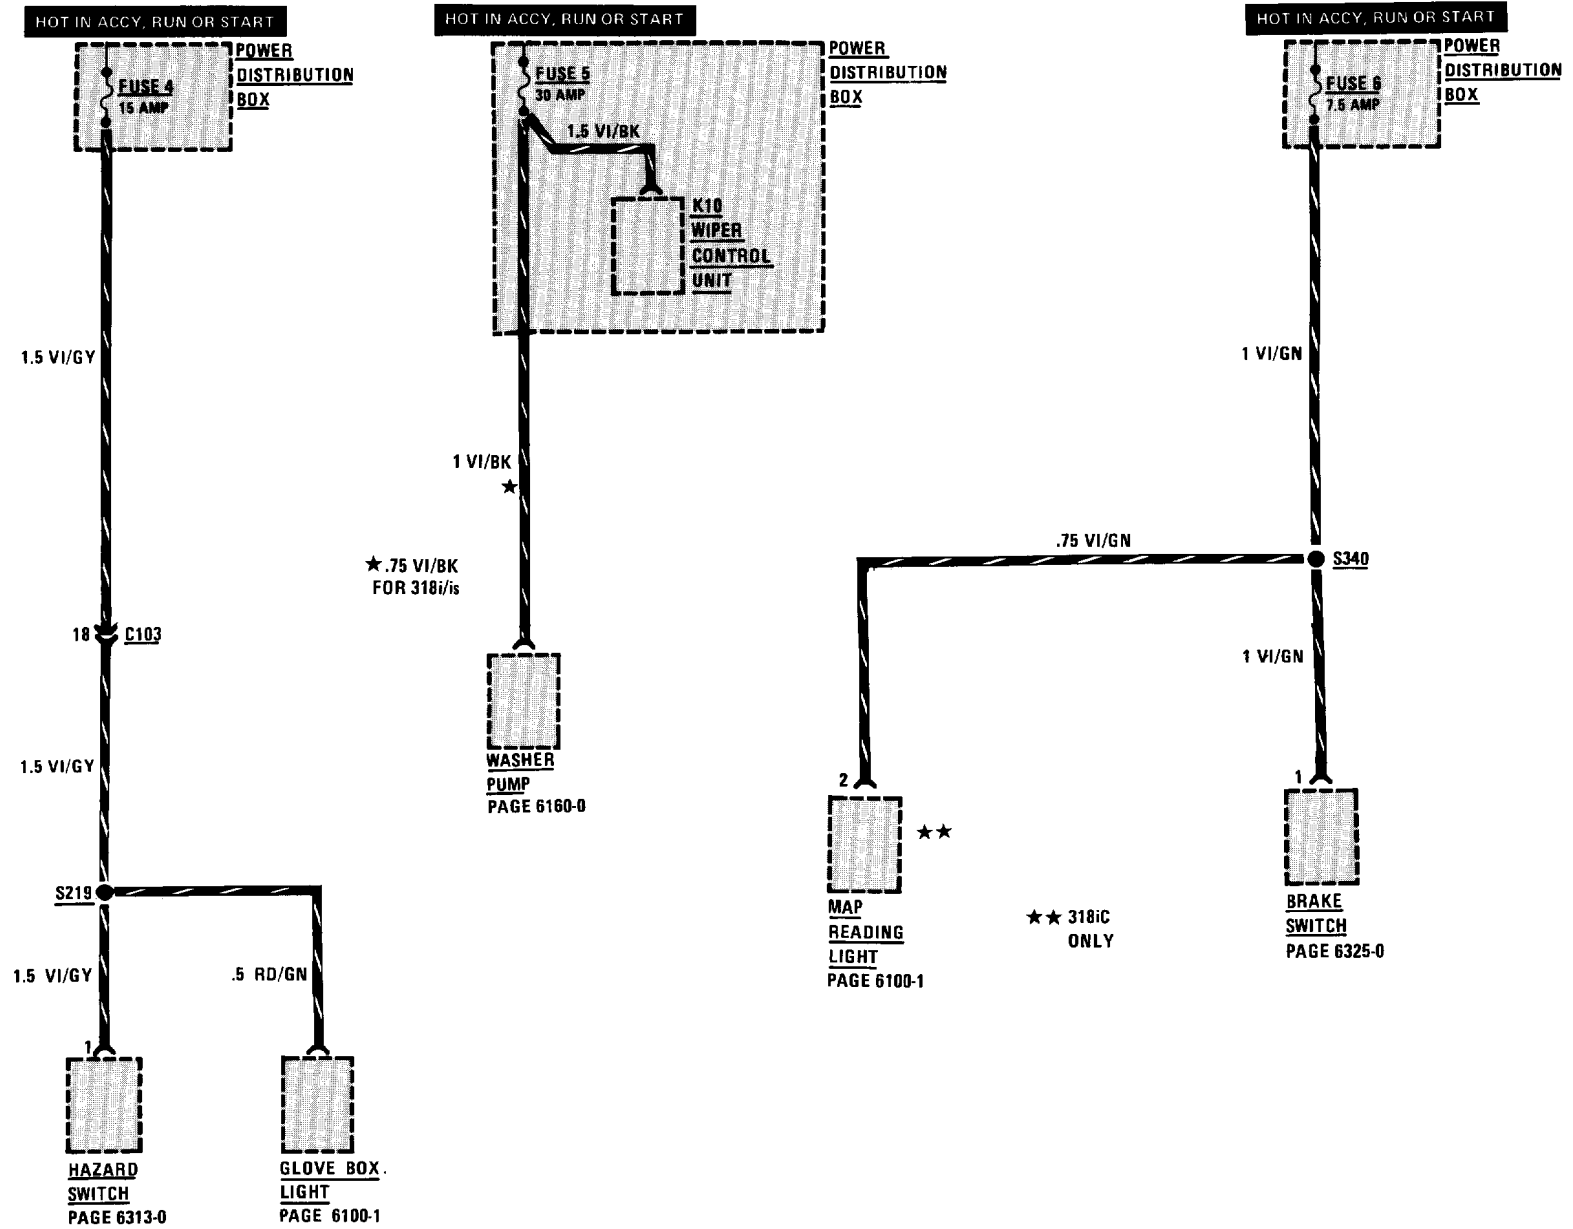 HOT IN ACCY, RUN OR START
POWER
DISTRIBUTION
BOX
FUSE 4
15 AMP
1.5 VI/GY
18
C103
1.5 VI/GY
S219
1.5 VI/GY
.5 RD/GN
1
HAZARD
SWITCH
PAGE 6313-0
GLOVE BOX.
LIGHT
PAGE 6100-1
HOT IN ACCY, RUN OR START
POWER
DISTRIBUTION
BOX
FUSE 5
30 AMP
1.5 VI/BK
K10
WIPER
CONTROL
UNIT
1 VI/BK
★
★.75 VI/BK
FOR 318i/is
WASHER
PUMP
PAGE 6160-0
HOT IN ACCY, RUN OR START
POWER
DISTRIBUTION
BOX
FUSE 6
7.5 AMP
1 VI/GN
.75 VI/GN
S340
1 VI/GN
2
★★
MAP
READING
LIGHT
PAGE 6100-1
★★ 318iC
ONLY
1
BRAKE
SWITCH
PAGE 6325-0